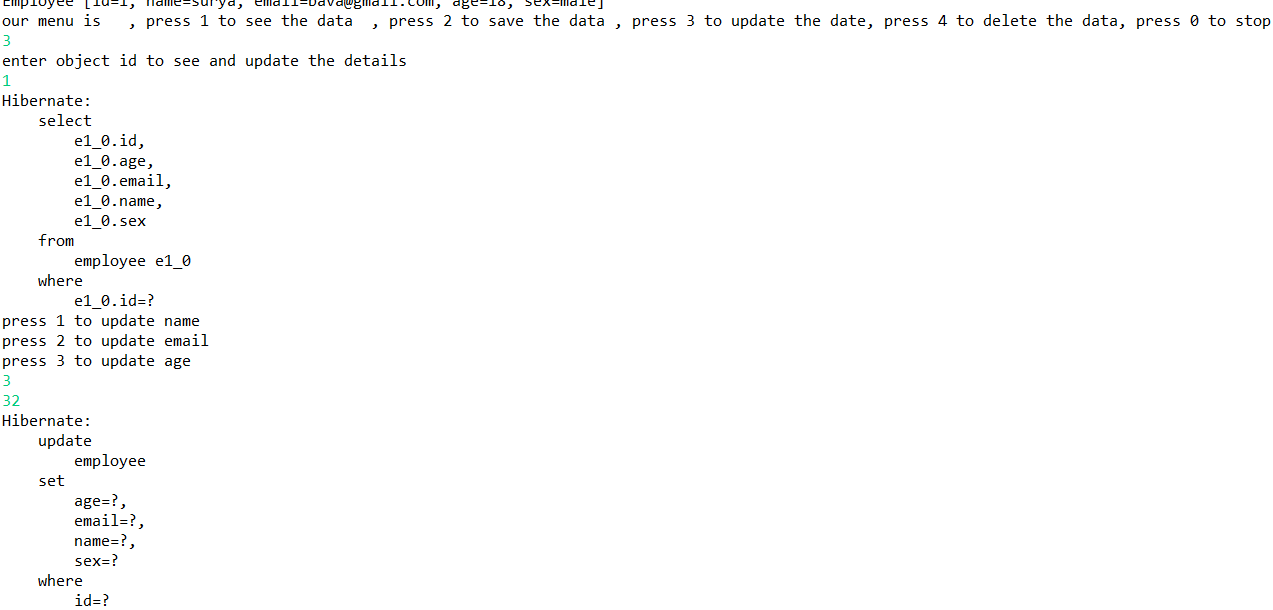 Employee [id=1, name=surya, email=bava@gmail.com, age=18, sex=male]
our menu is   , press 1 to see the data  , press 2 to save the data , press 3 to update the date, press 4 to delete the data, press 0 to stop
3
enter object id to see and update the details
1
Hibernate:
    select
        e1_0.id,
        e1_0.age,
        e1_0.email,
        e1_0.name,
        e1_0.sex
    from
        employee e1_0
    where
        e1_0.id=?
press 1 to update name
press 2 to update email
press 3 to update age
3
32
Hibernate:
    update
        employee
    set
        age=?,
        email=?,
        name=?,
        sex=?
    where
        id=?